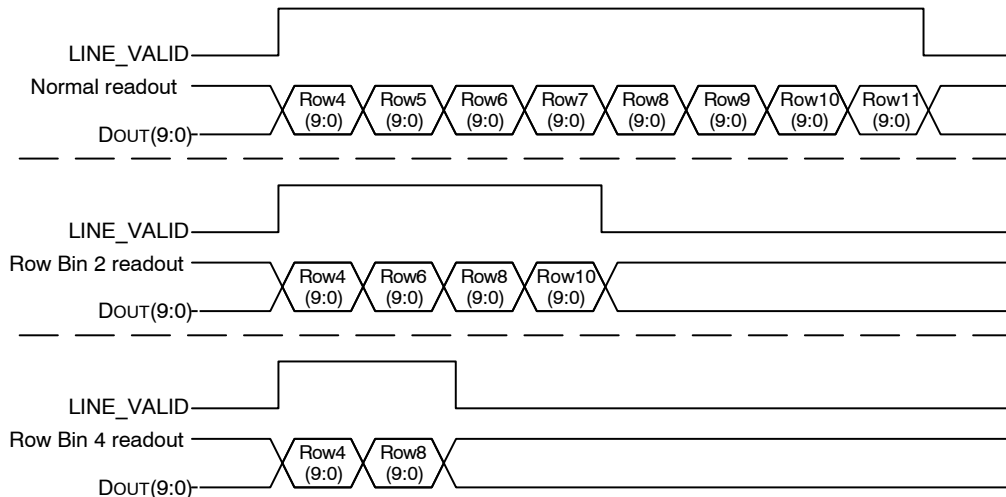 LINE_VALID
Normal readout
Row4 Row5 Row6 Row7 Row8 Row9 Row10 Row11
(9:0) (9:0) (9:0) (9:0) (9:0) (9:0) (9:0) (9:0)
DOUT(9:0)
LINE_VALID
Row Bin 2 readout
Row4 Row6 Row8 Row10
(9:0) (9:0) (9:0) (9:0)
DOUT(9:0)
LINE_VALID
Row Bin 4 readout
Row4 Row8
(9:0) (9:0)
DOUT(9:0)